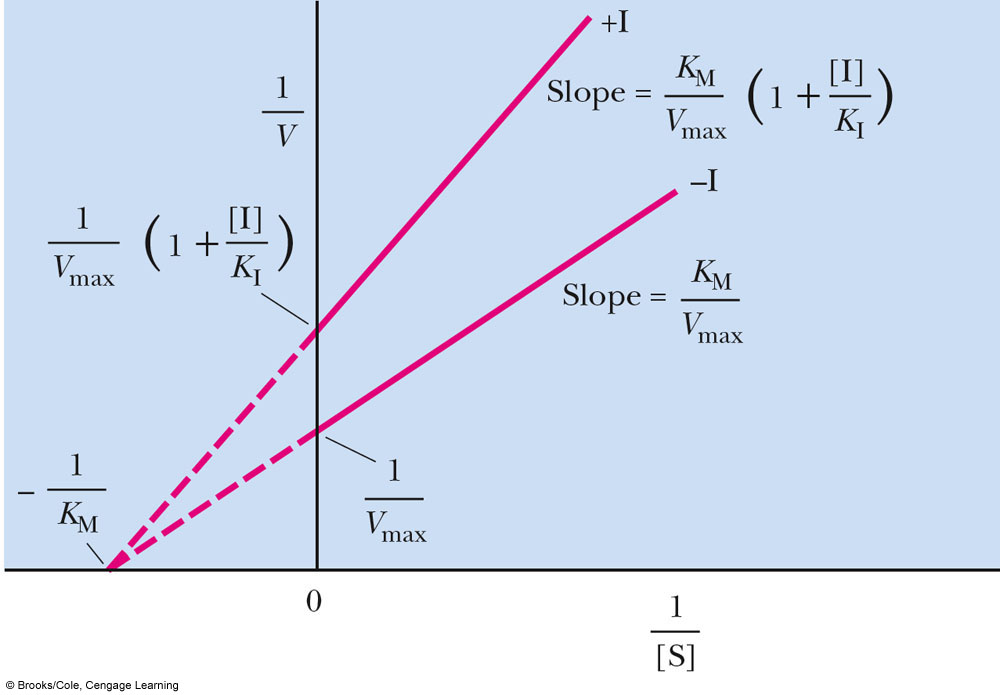 +I
Slope = K_M / V_max (1 + [I] / K_I)
1 / V
–I
1 / V_max (1 + [I] / K_I)
Slope = K_M / V_max
– 1 / K_M
1 / V_max
0
1 / [S]
© Brooks/Cole, Cengage Learning